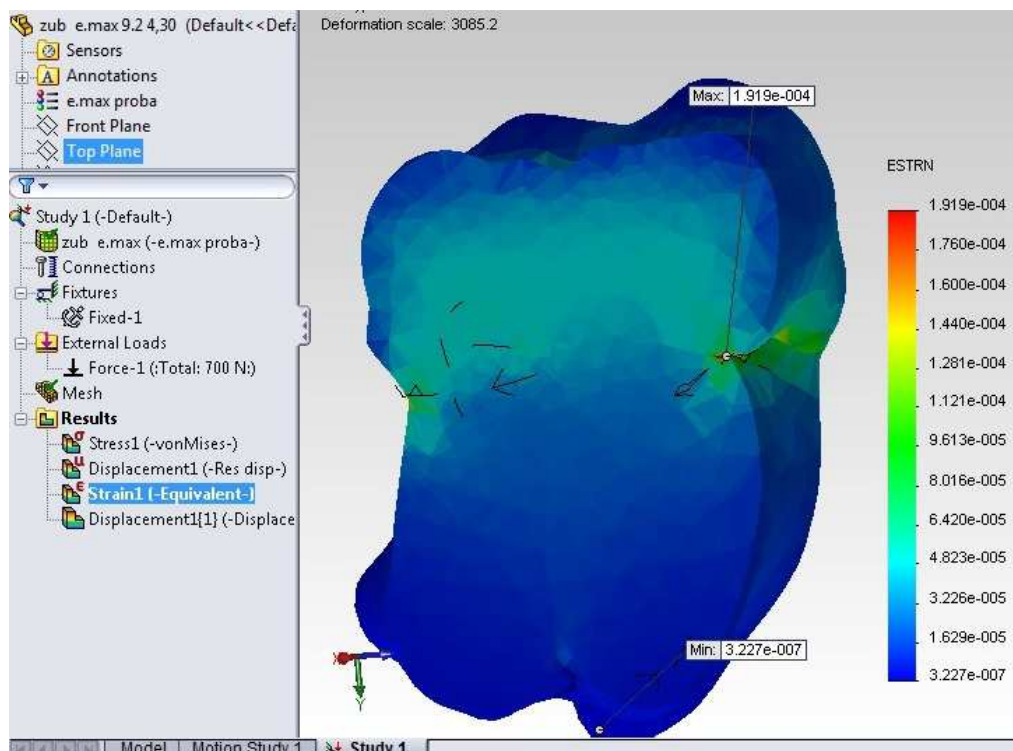 zub e.max 9.2 4,30 (Default<<Defa
Sensors
Annotations
e.max proba
Front Plane
Top Plane
Study 1 (-Default-)
zub e.max (-e.max proba-)
Connections
Fixtures
Fixed-1
External Loads
Force-1 (:Total: 700 N:)
Mesh
Results
Stress1 (-vonMises-)
Displacement1 (-Res disp-)
Strain1 (-Equivalent-)
Displacement1{1} (-Displace
Deformation scale: 3085.2
Max: 1.919e-004
Min: 3.227e-007
X
Y
ESTRN
1.919e-004
1.760e-004
1.600e-004
1.440e-004
1.281e-004
1.121e-004
9.613e-005
8.016e-005
6.420e-005
4.823e-005
3.226e-005
1.629e-005
3.227e-007
Model Motion Study 1 Study 1